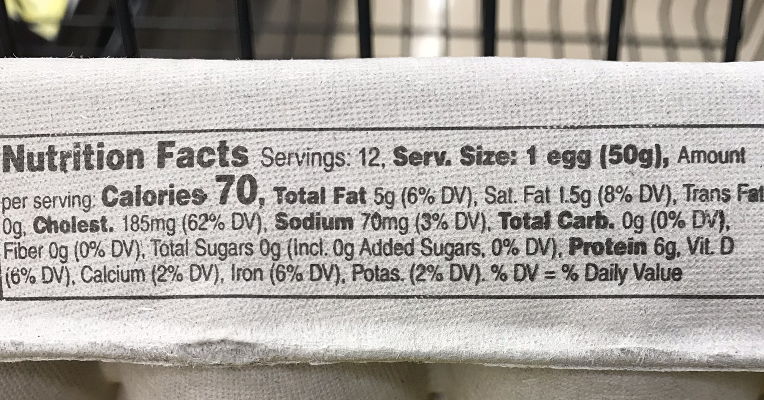 Nutrition Facts Servings: 12, Serv. Size: 1 egg (50g), Amount
per serving: Calories 70, Total Fat 5g (6% DV), Sat. Fat 1.5g (8% DV), Trans Fat
0g, Cholest. 185mg (62% DV), Sodium 70mg (3% DV), Total Carb. 0g (0% DV),
Fiber 0g (0% DV), Total Sugars 0g (Incl. 0g Added Sugars, 0% DV), Protein 6g, Vit. D
(6% DV), Calcium (2% DV), Iron (6% DV), Potas. (2% DV). % DV = % Daily Value